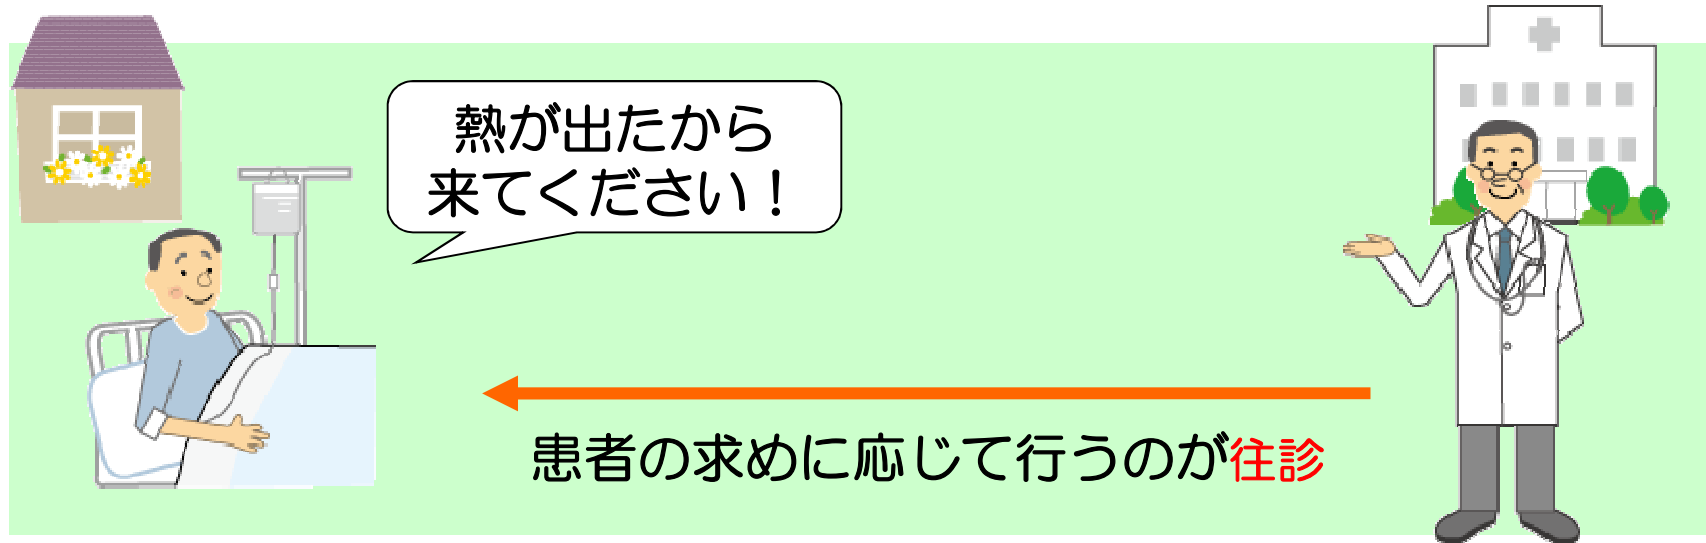 熱が出たから
来てください！
患者の求めに応じて行うのが往診